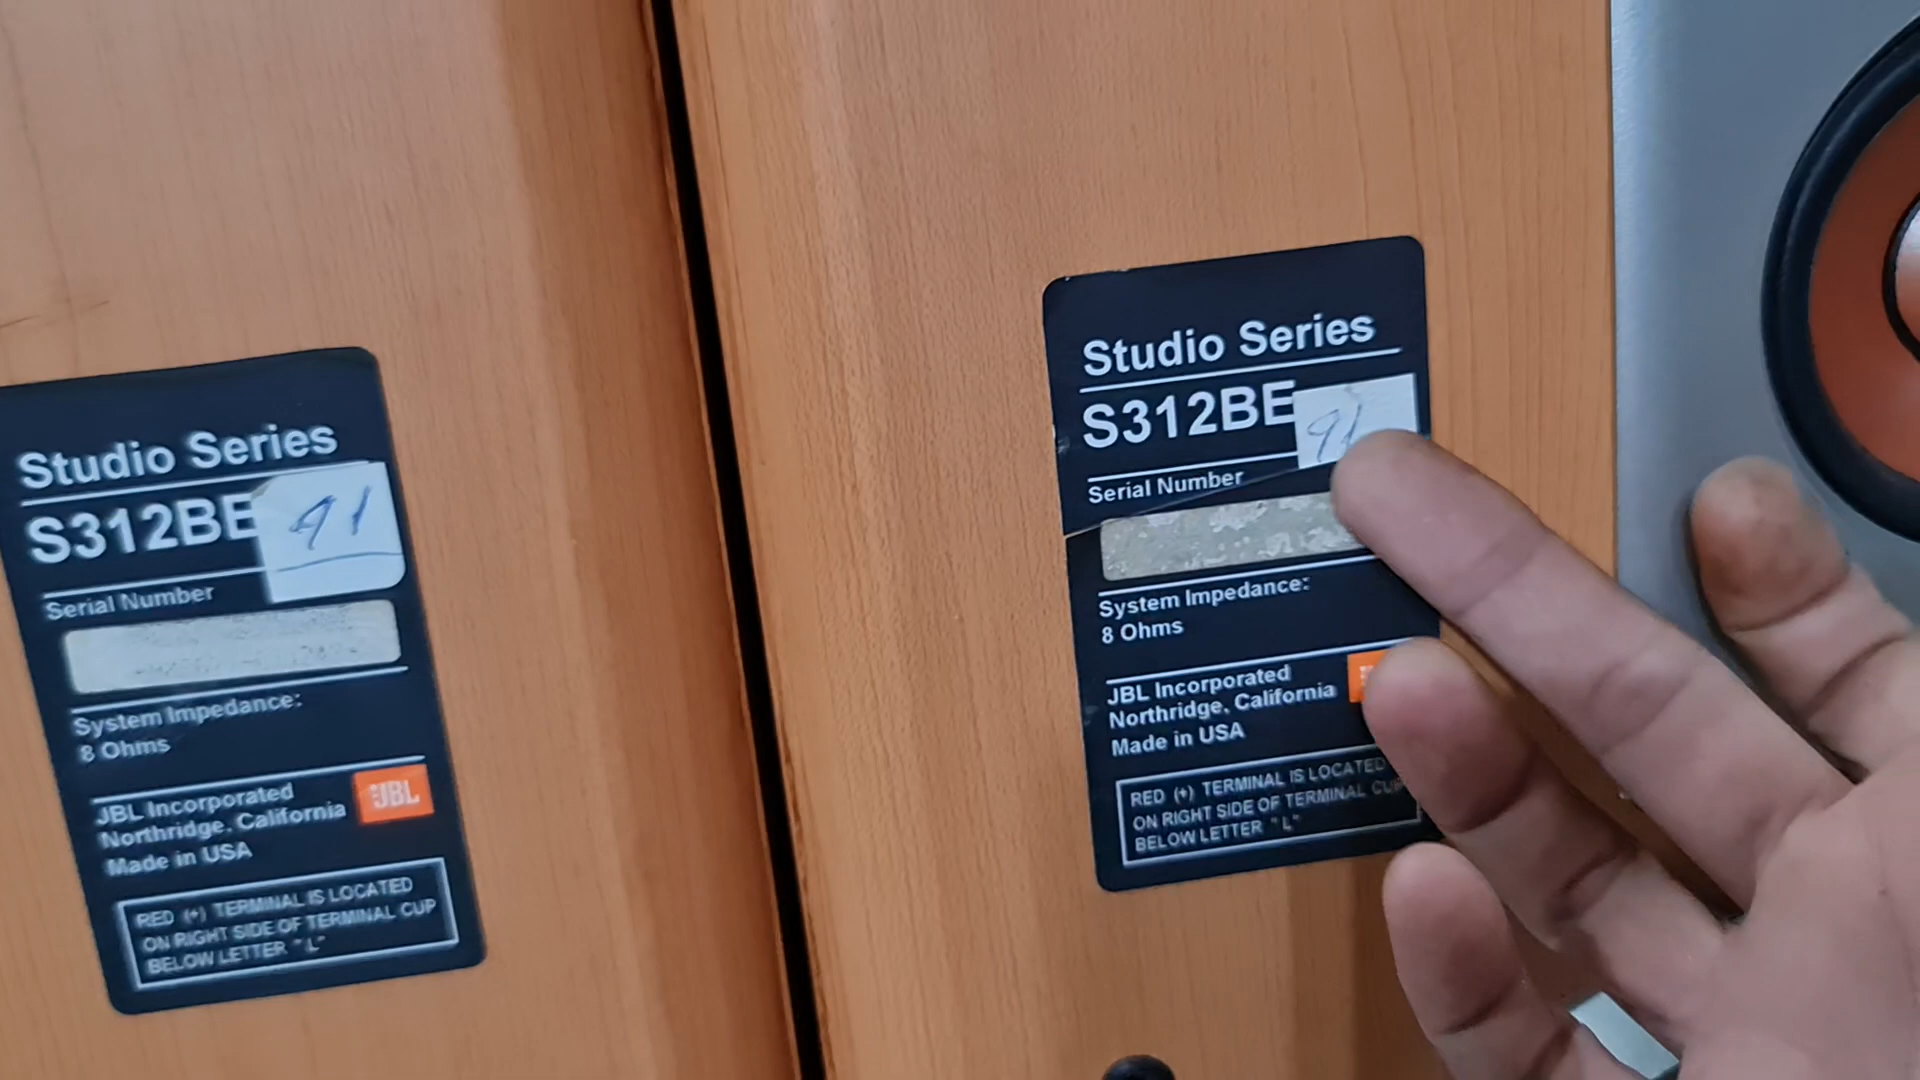 Studio Series
S312BE
91
Serial Number
System Impedance:
8 Ohms
JBL Incorporated
Northridge, California
Made in USA
JBL
RED (+) TERMINAL IS LOCATED
ON RIGHT SIDE OF TERMINAL CUP
BELOW LETTER "L"
Studio Series
S312BE
91
Serial Number
System Impedance:
8 Ohms
JBL Incorporated
Northridge, California
Made in USA
RED (+) TERMINAL IS LOCATED
ON RIGHT SIDE OF TERMINAL CUP
BELOW LETTER "L"